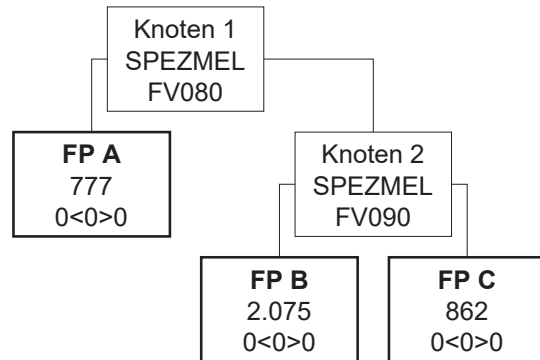 Knoten 1
SPEZMEL
FV080
FP A
777
0<0>0
Knoten 2
SPEZMEL
FV090
FP B
2.075
0<0>0
FP C
862
0<0>0